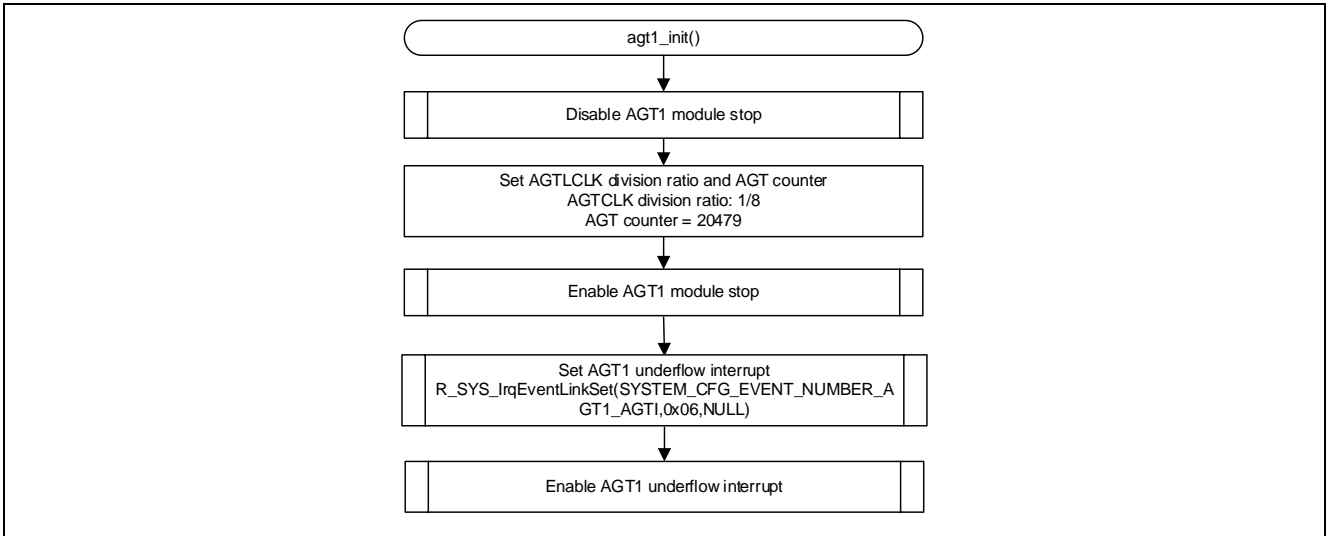 agt1_init()
Disable AGT1 module stop
Set AGTLCLK division ratio and AGT counter
AGTCLK division ratio: 1/8
AGT counter = 20479
Enable AGT1 module stop
Set AGT1 underflow interrupt
R_SYS_IrqEventLinkSet(SYSTEM_CFG_EVENT_NUMBER_A
GT1_AGTI,0x06,NULL)
Enable AGT1 underflow interrupt